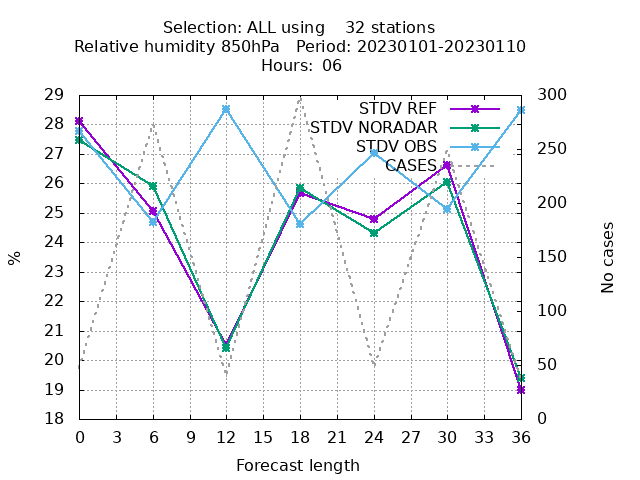 Selection: ALL using    32 stations
Relative humidity 850hPa   Period: 20230101-20230110
Hours: 06
29 300
STDV REF
28 STDV NORADAR
STDV OBS 250
27 CASES
26
25 200
24
23 150
22
21 100
20 50
19
18 0
% No cases
0 3 6 9 12 15 18 21 24 27 30 33 36
Forecast length